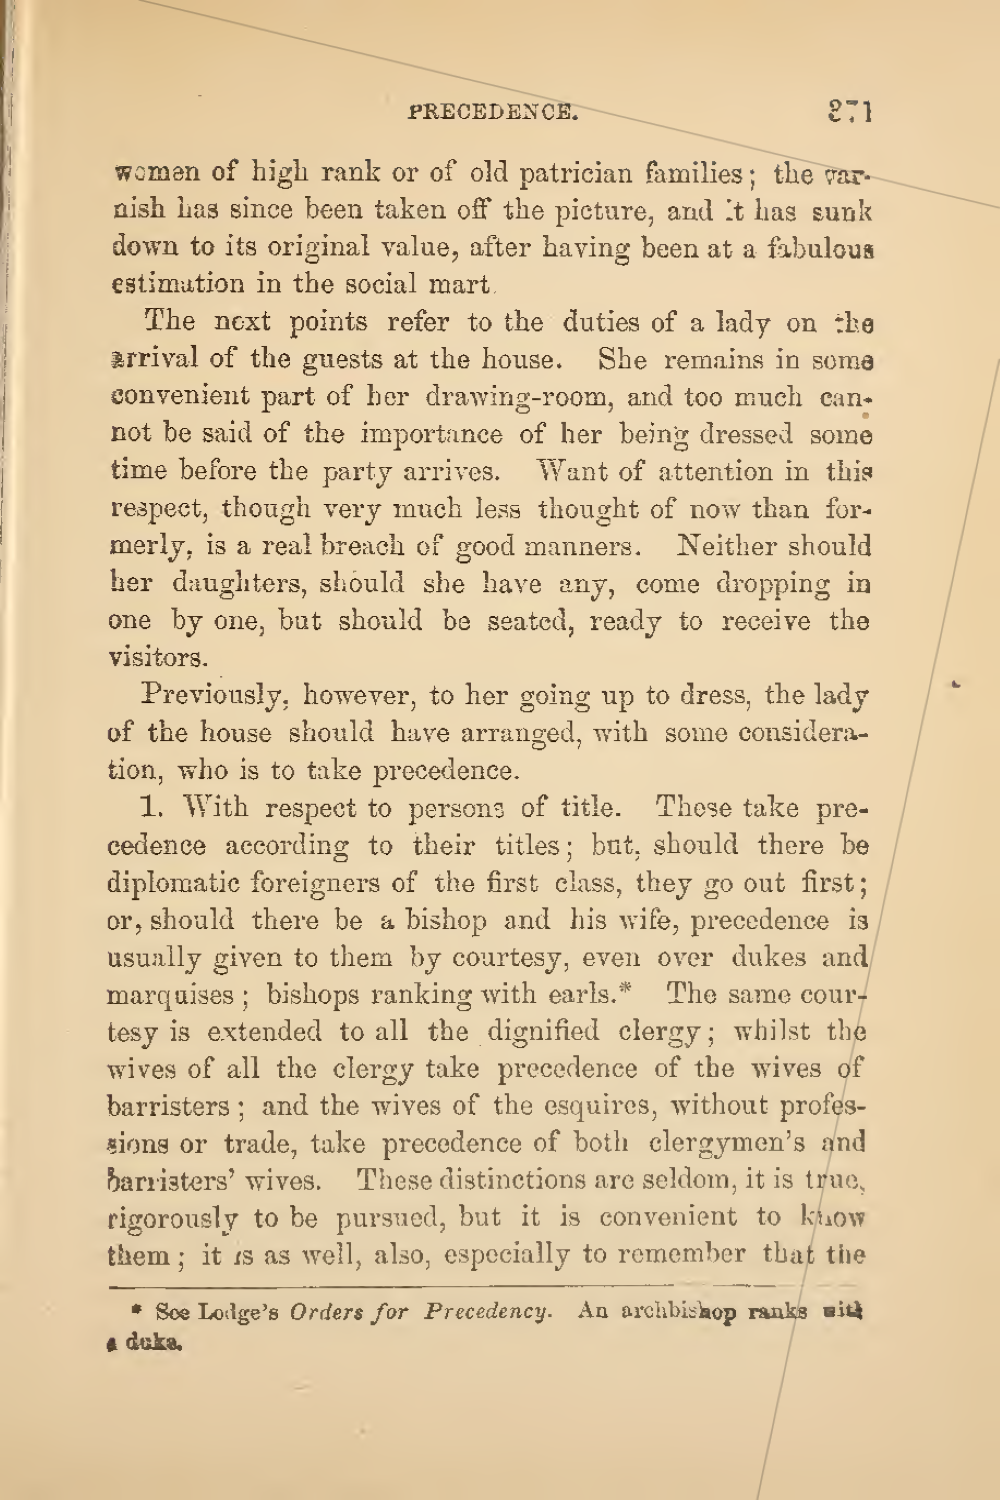 PRECEDENCE. 271
women of high rank or of old patrician families; the var-
nish has since been taken off the picture, and it has sunk
down to its original value, after having been at a fabulous
estimation in the social mart.
The next points refer to the duties of a lady on the
arrival of the guests at the house. She remains in some
convenient part of her drawing-room, and too much can-
not be said of the importance of her being dressed some
time before the party arrives. Want of attention in this
respect, though very much less thought of now than for-
merly, is a real breach of good manners. Neither should
her daughters, should she have any, come dropping in
one by one, but should be seated, ready to receive the
visitors.
Previously, however, to her going up to dress, the lady
of the house should have arranged, with some considera-
tion, who is to take precedence.
1. With respect to persons of title. These take pre-
cedence according to their titles; but, should there be
diplomatic foreigners of the first class, they go out first;
or, should there be a bishop and his wife, precedence is
usually given to them by courtesy, even over dukes and
marquises; bishops ranking with earls.* The same cour-
tesy is extended to all the dignified clergy; whilst the
wives of all the clergy take precedence of the wives of
barristers; and the wives of the esquires, without profes-
sions or trade, take precedence of both clergymen's and
barristers' wives. These distinctions are seldom, it is true,
rigorously to be pursued, but it is convenient to know
them; it is as well, also, especially to remember that the
* See Lodge's Orders for Precedency. An archbishop ranks with
a duke.